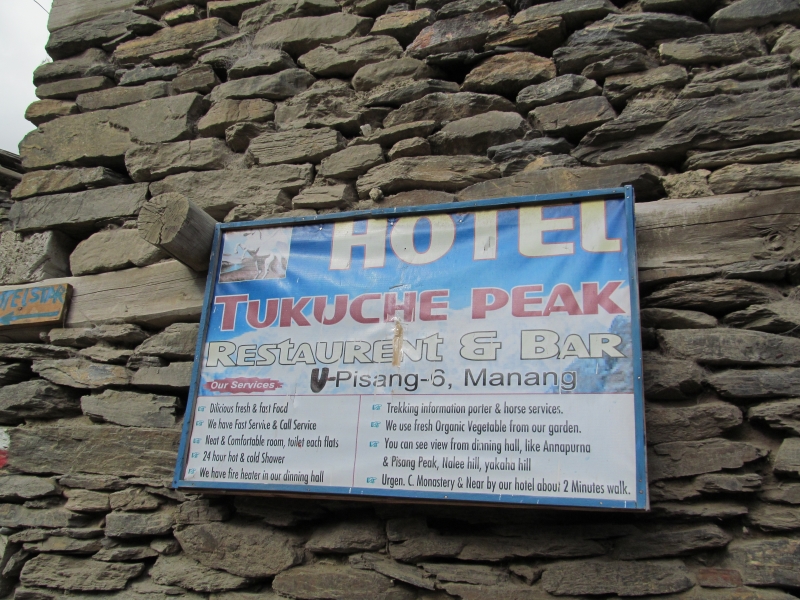 HOTEL
TUKUCHE PEAK
RESTAURENT & BAR
U-Pisang-6, Manang
Our Services
Dilicious fresh & fast Food
We have Fast Service & Call Service
Neat & Comfortable room, toilet each flats
24 hour hot & cold Shower
We have fire heater in our dinning hall
Trekking information porter & horse services.
We use fresh Organic Vegetable from our garden.
You can see view from dinning hall, like Annapurna
& Pisang Peak, Nalee hill, yakaha hill
Urgen. C. Monastery & Near by our hotel about 2 Minutes walk.